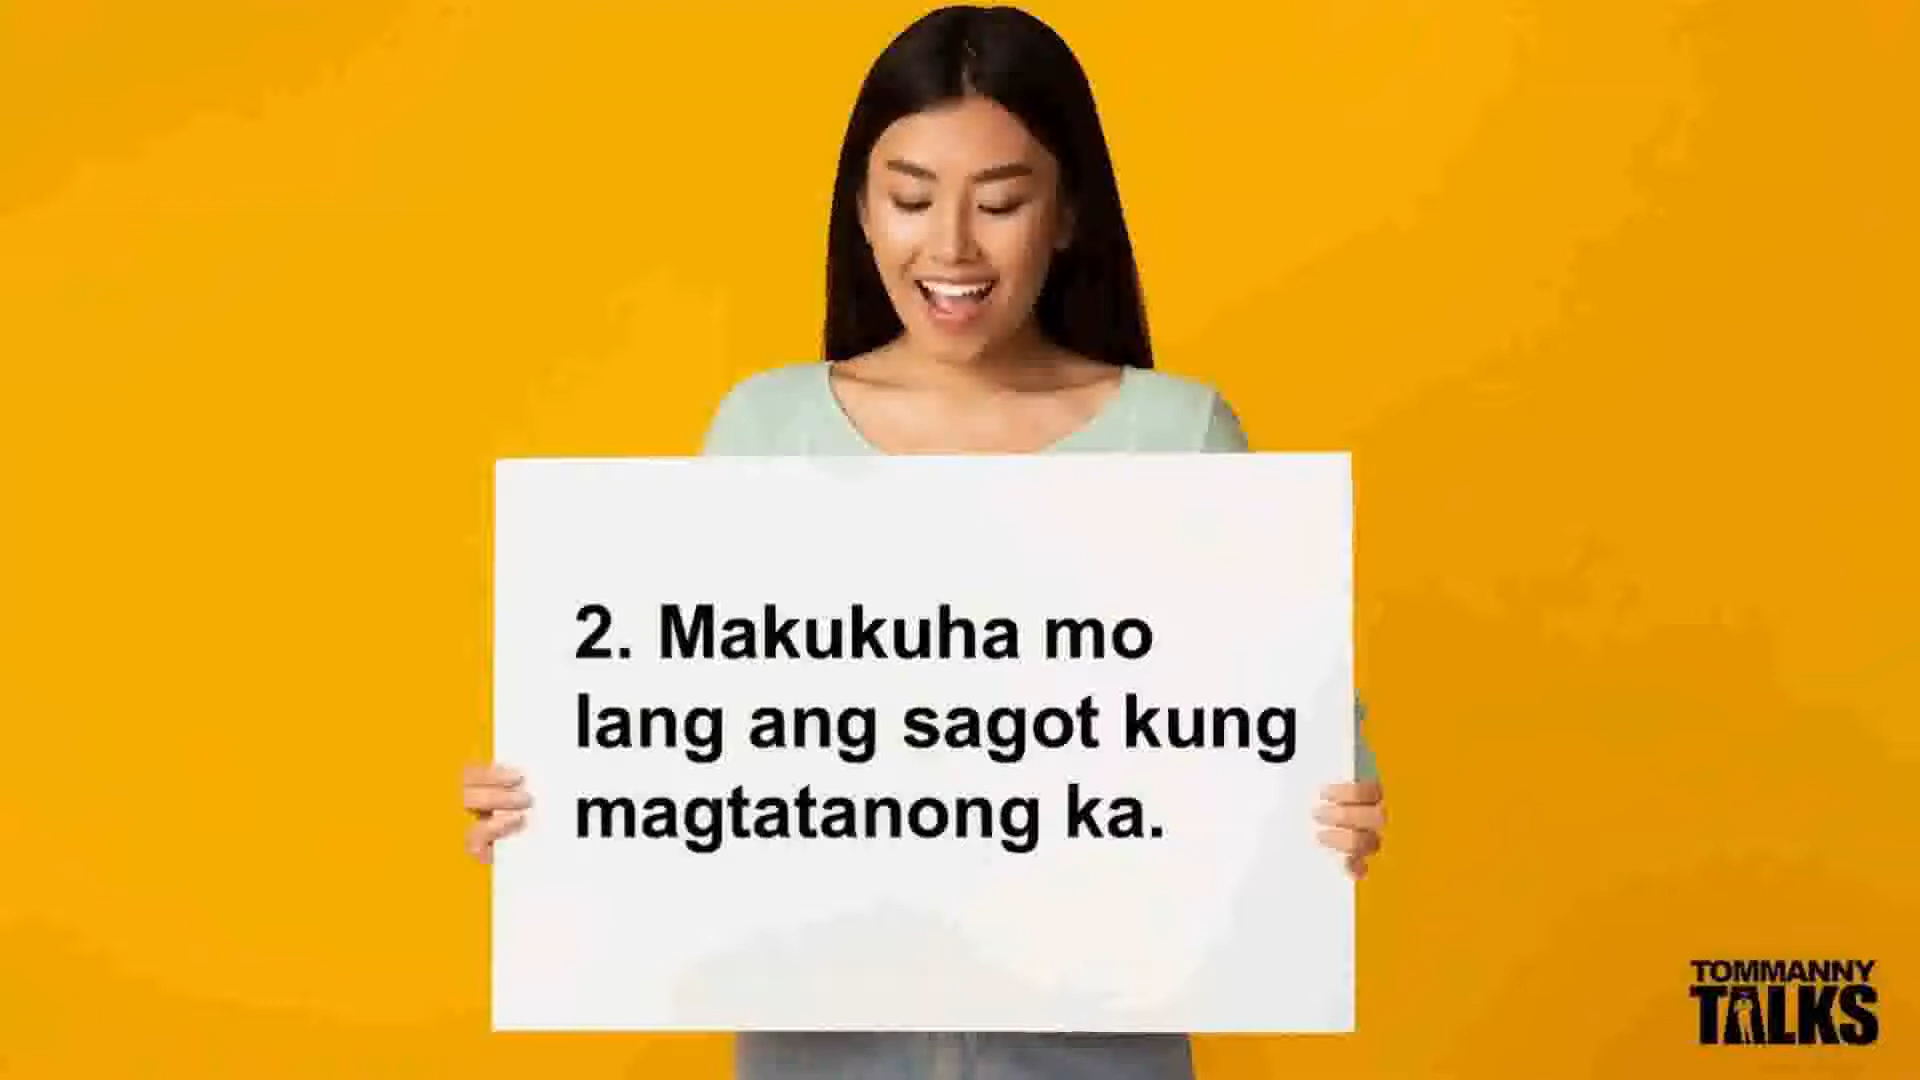 2. Makukuha mo
lang ang sagot kung
magtatanong ka.
TOMMANNY
TALKS